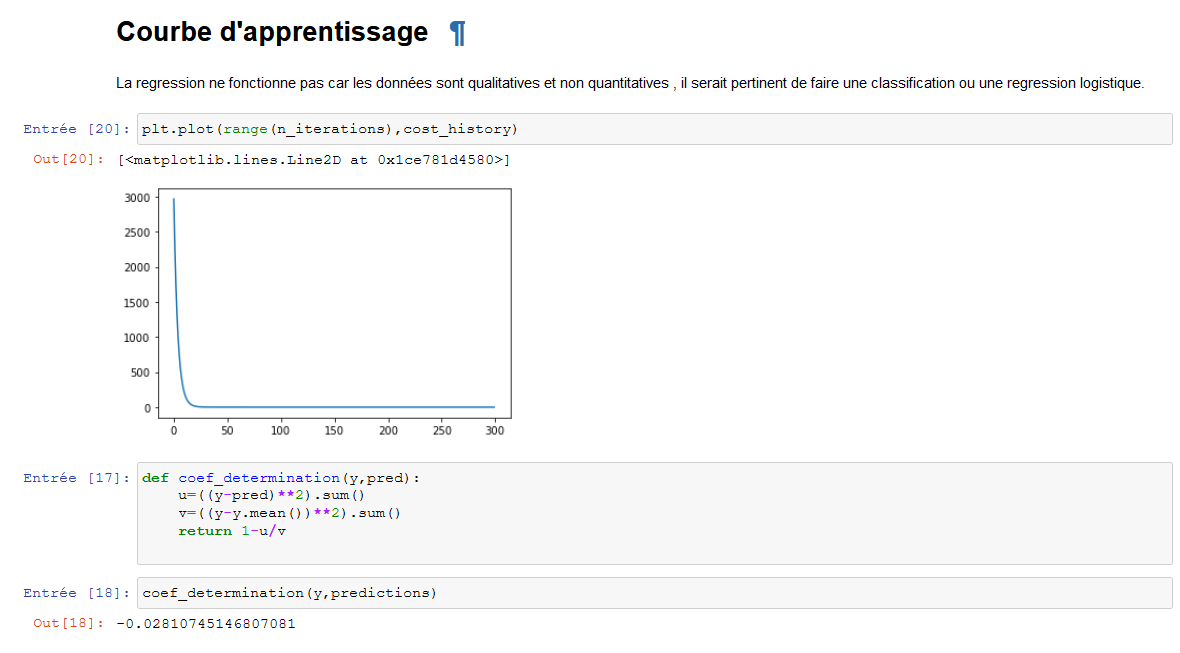 Courbe d'apprentissage ¶
La regression ne fonctionne pas car les données sont qualitatives et non quantitatives , il serait pertinent de faire une classification ou une regression logistique.
Entrée [20]: plt.plot(range(n_iterations),cost_history)
Out[20]: [<matplotlib.lines.Line2D at 0x1ce781d4580>]
3000
2500
2000
1500
1000
500
0
0 50 100 150 200 250 300
Entrée [17]: def coef_determination(y,pred):
    u=((y-pred)**2).sum()
    v=((y-y.mean())**2).sum()
    return 1-u/v
Entrée [18]: coef_determination(y,predictions)
Out[18]: -0.02810745146807081